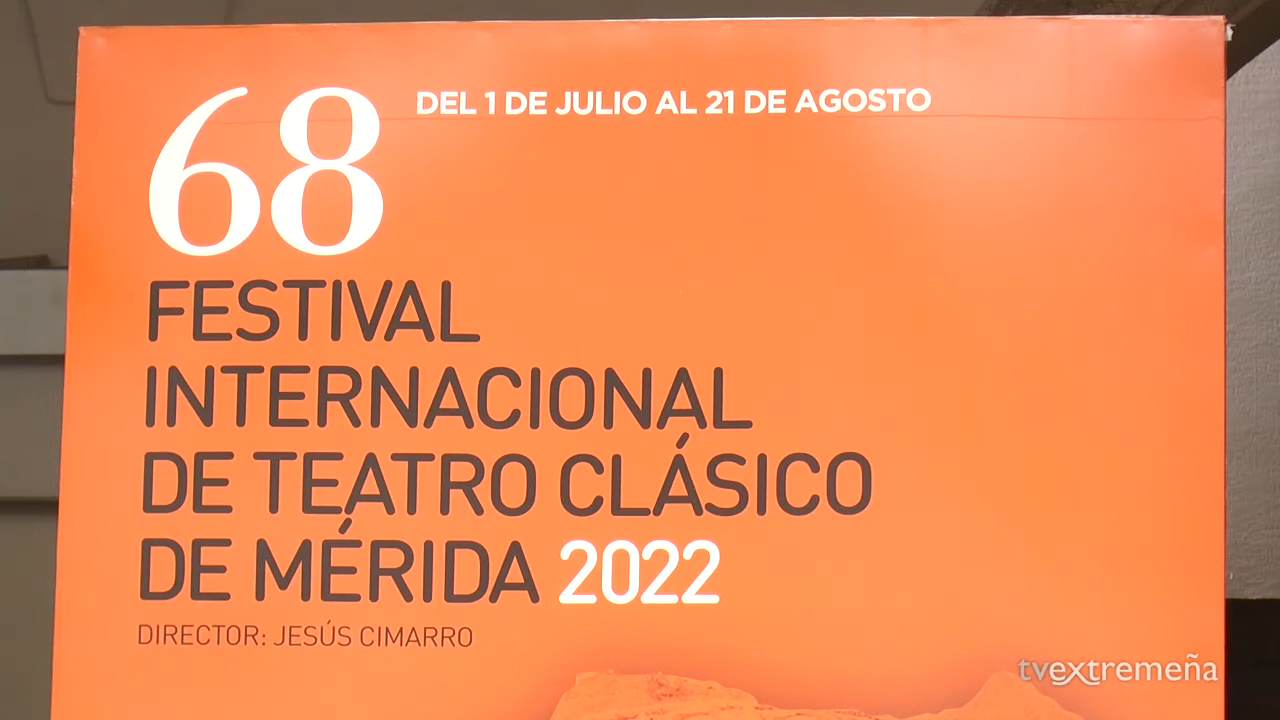 68
DEL 1 DE JULIO AL 21 DE AGOSTO
FESTIVAL
INTERNACIONAL
DE TEATRO CLÁSICO
DE MÉRIDA 2022
DIRECTOR: JESÚS CIMARRO
tvextremeña